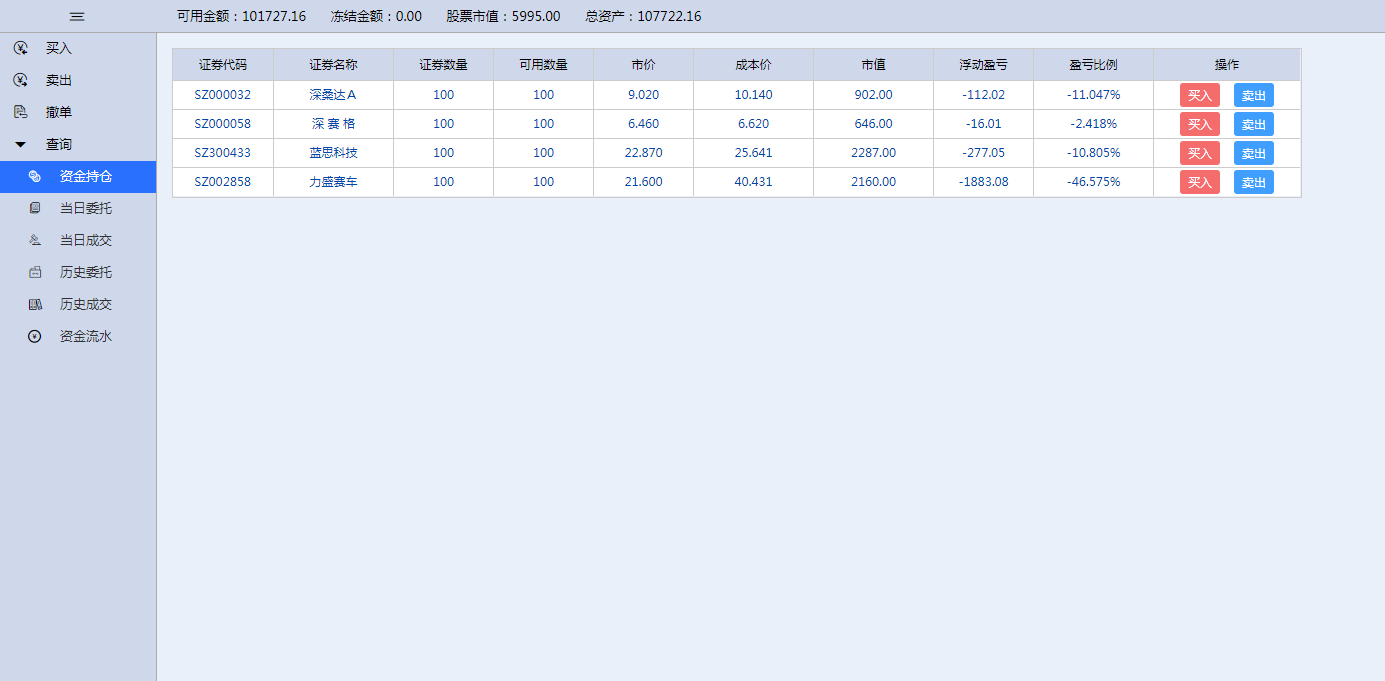 可用金额：101727.16 冻结金额：0.00 股票市值：5995.00 总资产：107722.16
买入
卖出
撤单
查询
资金持仓
当日委托
当日成交
历史委托
历史成交
资金流水
证券代码 证券名称 证券数量 可用数量 市价 成本价 市值 浮动盈亏 盈亏比例 操作
SZ000032 深桑达Ａ 100 100 9.020 10.140 902.00 -112.02 -11.047% 买入 卖出
SZ000058 深 赛 格 100 100 6.460 6.620 646.00 -16.01 -2.418% 买入 卖出
SZ300433 蓝思科技 100 100 22.870 25.641 2287.00 -277.05 -10.805% 买入 卖出
SZ002858 力盛赛车 100 100 21.600 40.431 2160.00 -1883.08 -46.575% 买入 卖出